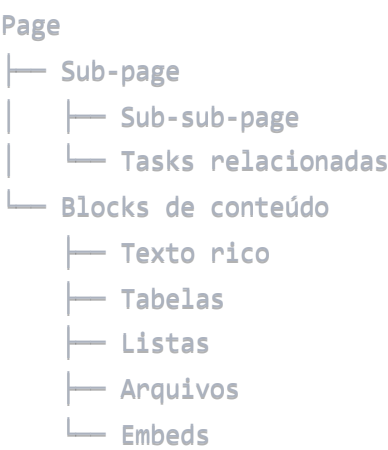 Page
├── Sub-page
│   ├── Sub-sub-page
│   └── Tasks relacionadas
└── Blocks de conteúdo
    ├── Texto rico
    ├── Tabelas
    ├── Listas
    ├── Arquivos
    └── Embeds